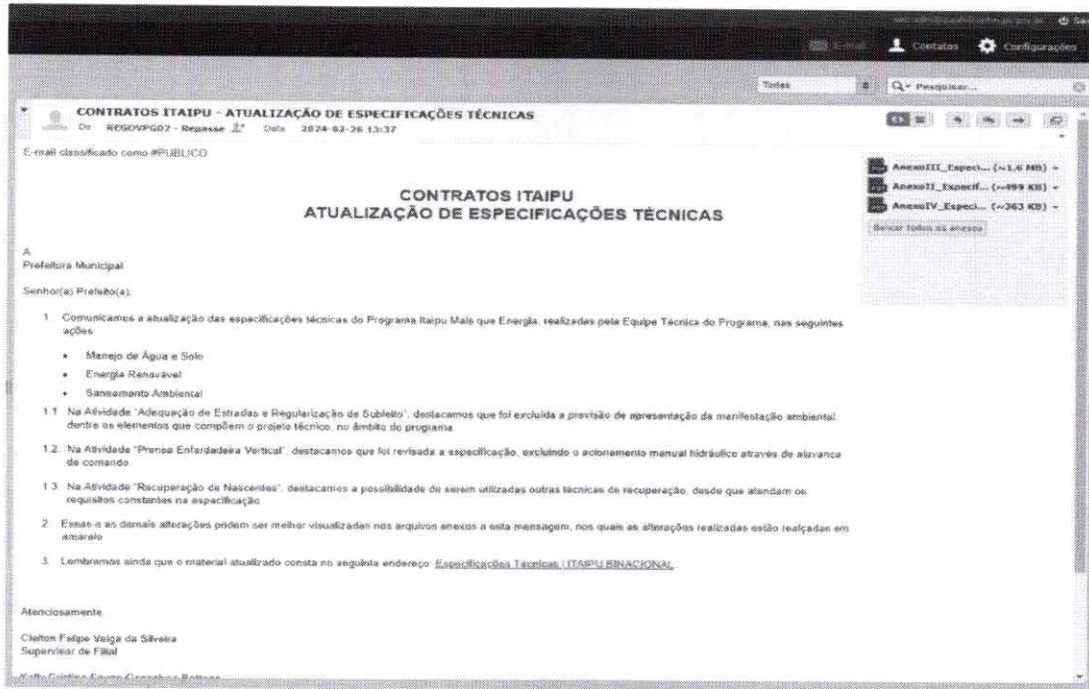 E-mail
Contatos
Configurações
Todas
Pesquisar...
CONTRATOS ITAIPU - ATUALIZAÇÃO DE ESPECIFICAÇÕES TÉCNICAS
De REGOVPG02 - Repasse Data 2024-02-26 13:37
E-mail classificado como #PUBLICO
AnexoIII_Especi... (~1,6 MB)
AnexoII_Especif... (~499 KB)
AnexoIV_Especi... (~363 KB)
Baixar todos os anexos
CONTRATOS ITAIPU
ATUALIZAÇÃO DE ESPECIFICAÇÕES TÉCNICAS
A
Prefeitura Municipal
Senhor(a) Prefeito(a),
1. Comunicamos a atualização das especificações técnicas do Programa Itaipu Mais que Energia, realizadas pela Equipe Técnica do Programa, nas seguintes
ações
• Manejo de Água e Solo
• Energia Renovável
• Saneamento Ambiental
1.1 Na Atividade "Adequação de Estradas e Regularização de Subleito", destacamos que foi excluída a previsão de apresentação da manifestação ambiental,
dentre os elementos que compõem o projeto técnico, no âmbito do programa.
1.2. Na Atividade "Prensa Enfardadeira Vertical", destacamos que foi revisada a especificação, excluindo o acionamento manual hidráulico através de alavanca
de comando.
1.3 Na Atividade "Recuperação de Nascentes", destacamos a possibilidade de serem utilizadas outras técnicas de recuperação, desde que atendam os
requisitos constantes na especificação.
2. Essas e as demais alterações podem ser melhor visualizadas nos arquivos anexos a esta mensagem, nos quais as alterações realizadas estão realçadas em
amarelo
3. Lembramos ainda que o material atualizado consta no seguinte endereço: Especificações Técnicas | ITAIPU BINACIONAL
Atenciosamente,
Cleiton Felipe Veiga da Silveira
Supervisor de Filial